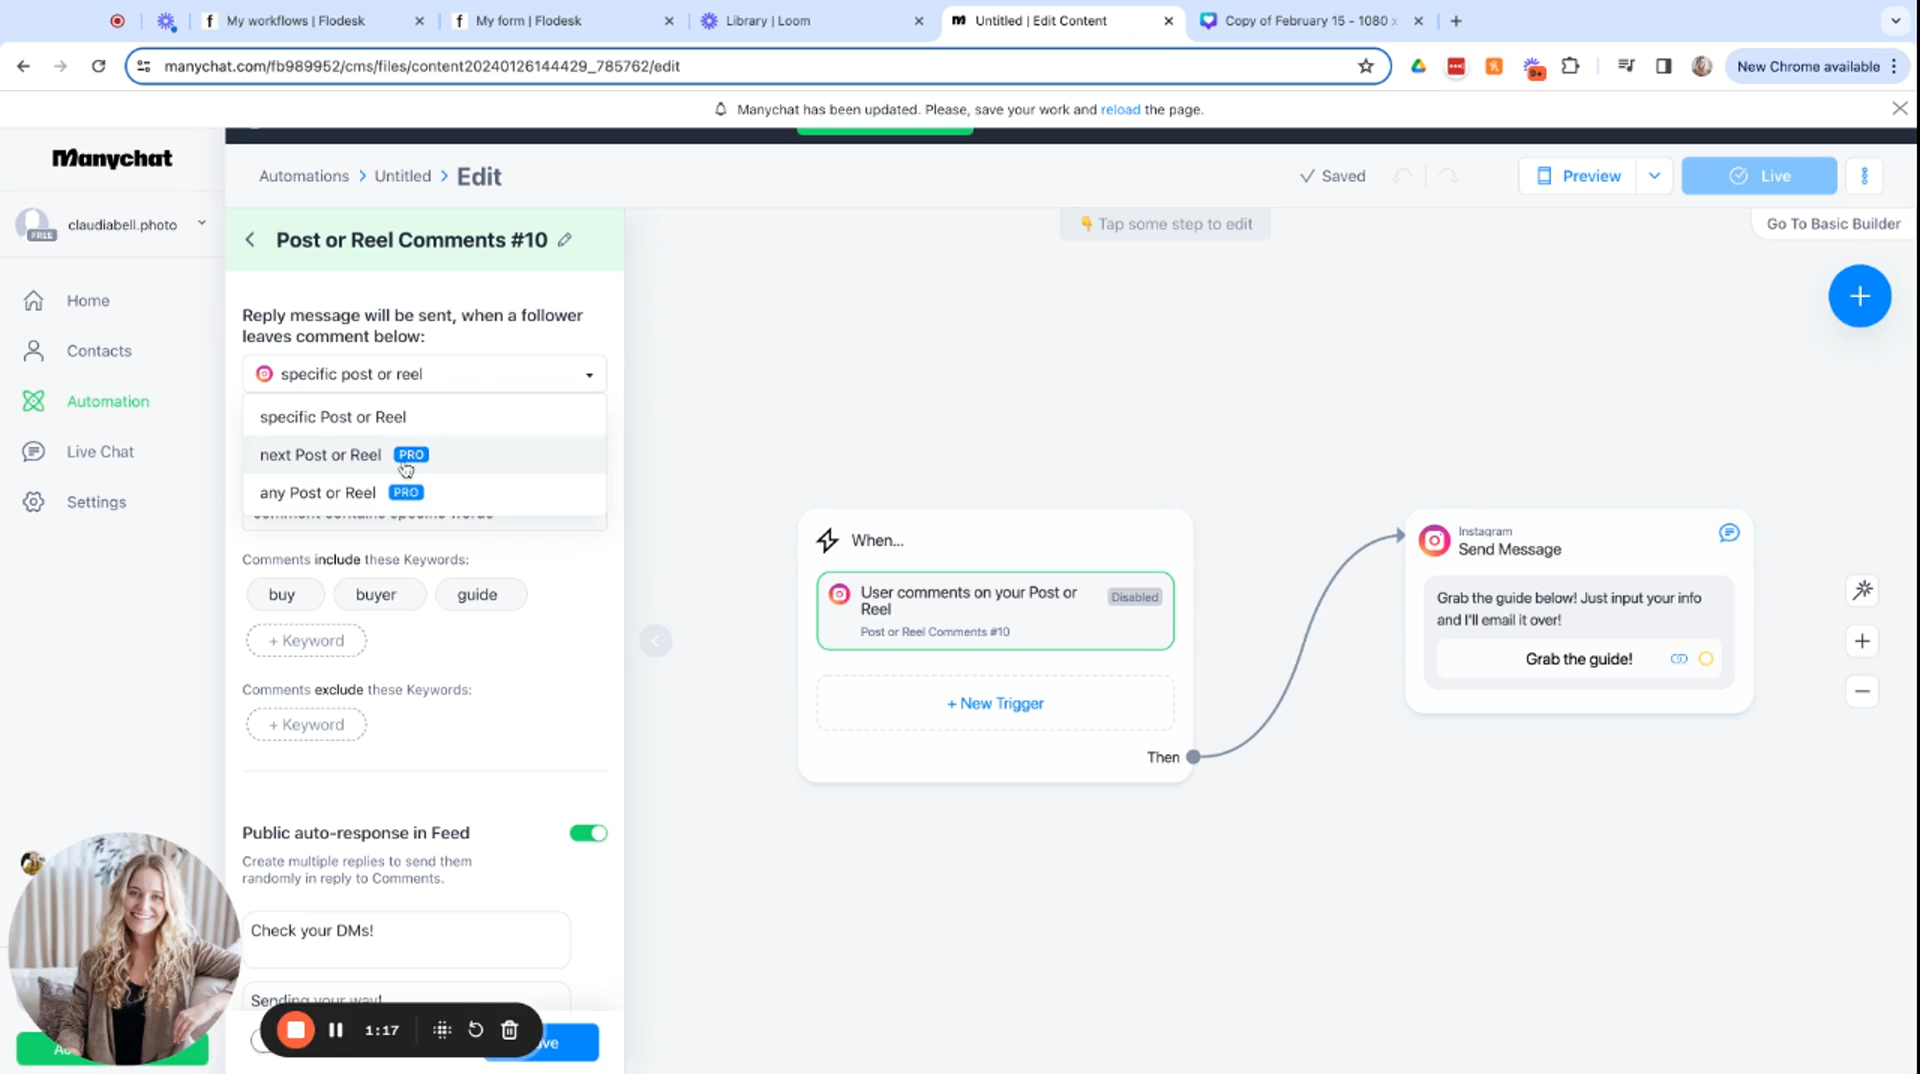 My workflows | Flodesk
My form | Flodesk
Library | Loom
Untitled | Edit Content
Copy of February 15 - 1080 x
manychat.com/fb989952/cms/files/content20240126144429_785762/edit
9+
New Chrome available
Manychat has been updated. Please, save your work and reload the page.
Manychat
Automations > Untitled > Edit
Saved
Preview
Live
claudiabell.photo
FREE
Home
Contacts
Automation
Live Chat
Settings
Post or Reel Comments #10
Reply message will be sent, when a follower
leaves comment below:
specific post or reel
specific Post or Reel
next Post or Reel PRO
any Post or Reel PRO
comment contains specific words
Comments include these Keywords:
buy buyer guide
+ Keyword
Comments exclude these Keywords:
+ Keyword
Public auto-response in Feed
Create multiple replies to send them
randomly in reply to Comments.
Check your DMs!
Sending your way!
1:17
Tap some step to edit
Go To Basic Builder
When...
User comments on your Post or
Reel
Disabled
Post or Reel Comments #10
+ New Trigger
Then
Instagram
Send Message
Grab the guide below! Just input your info
and I'll email it over!
Grab the guide!